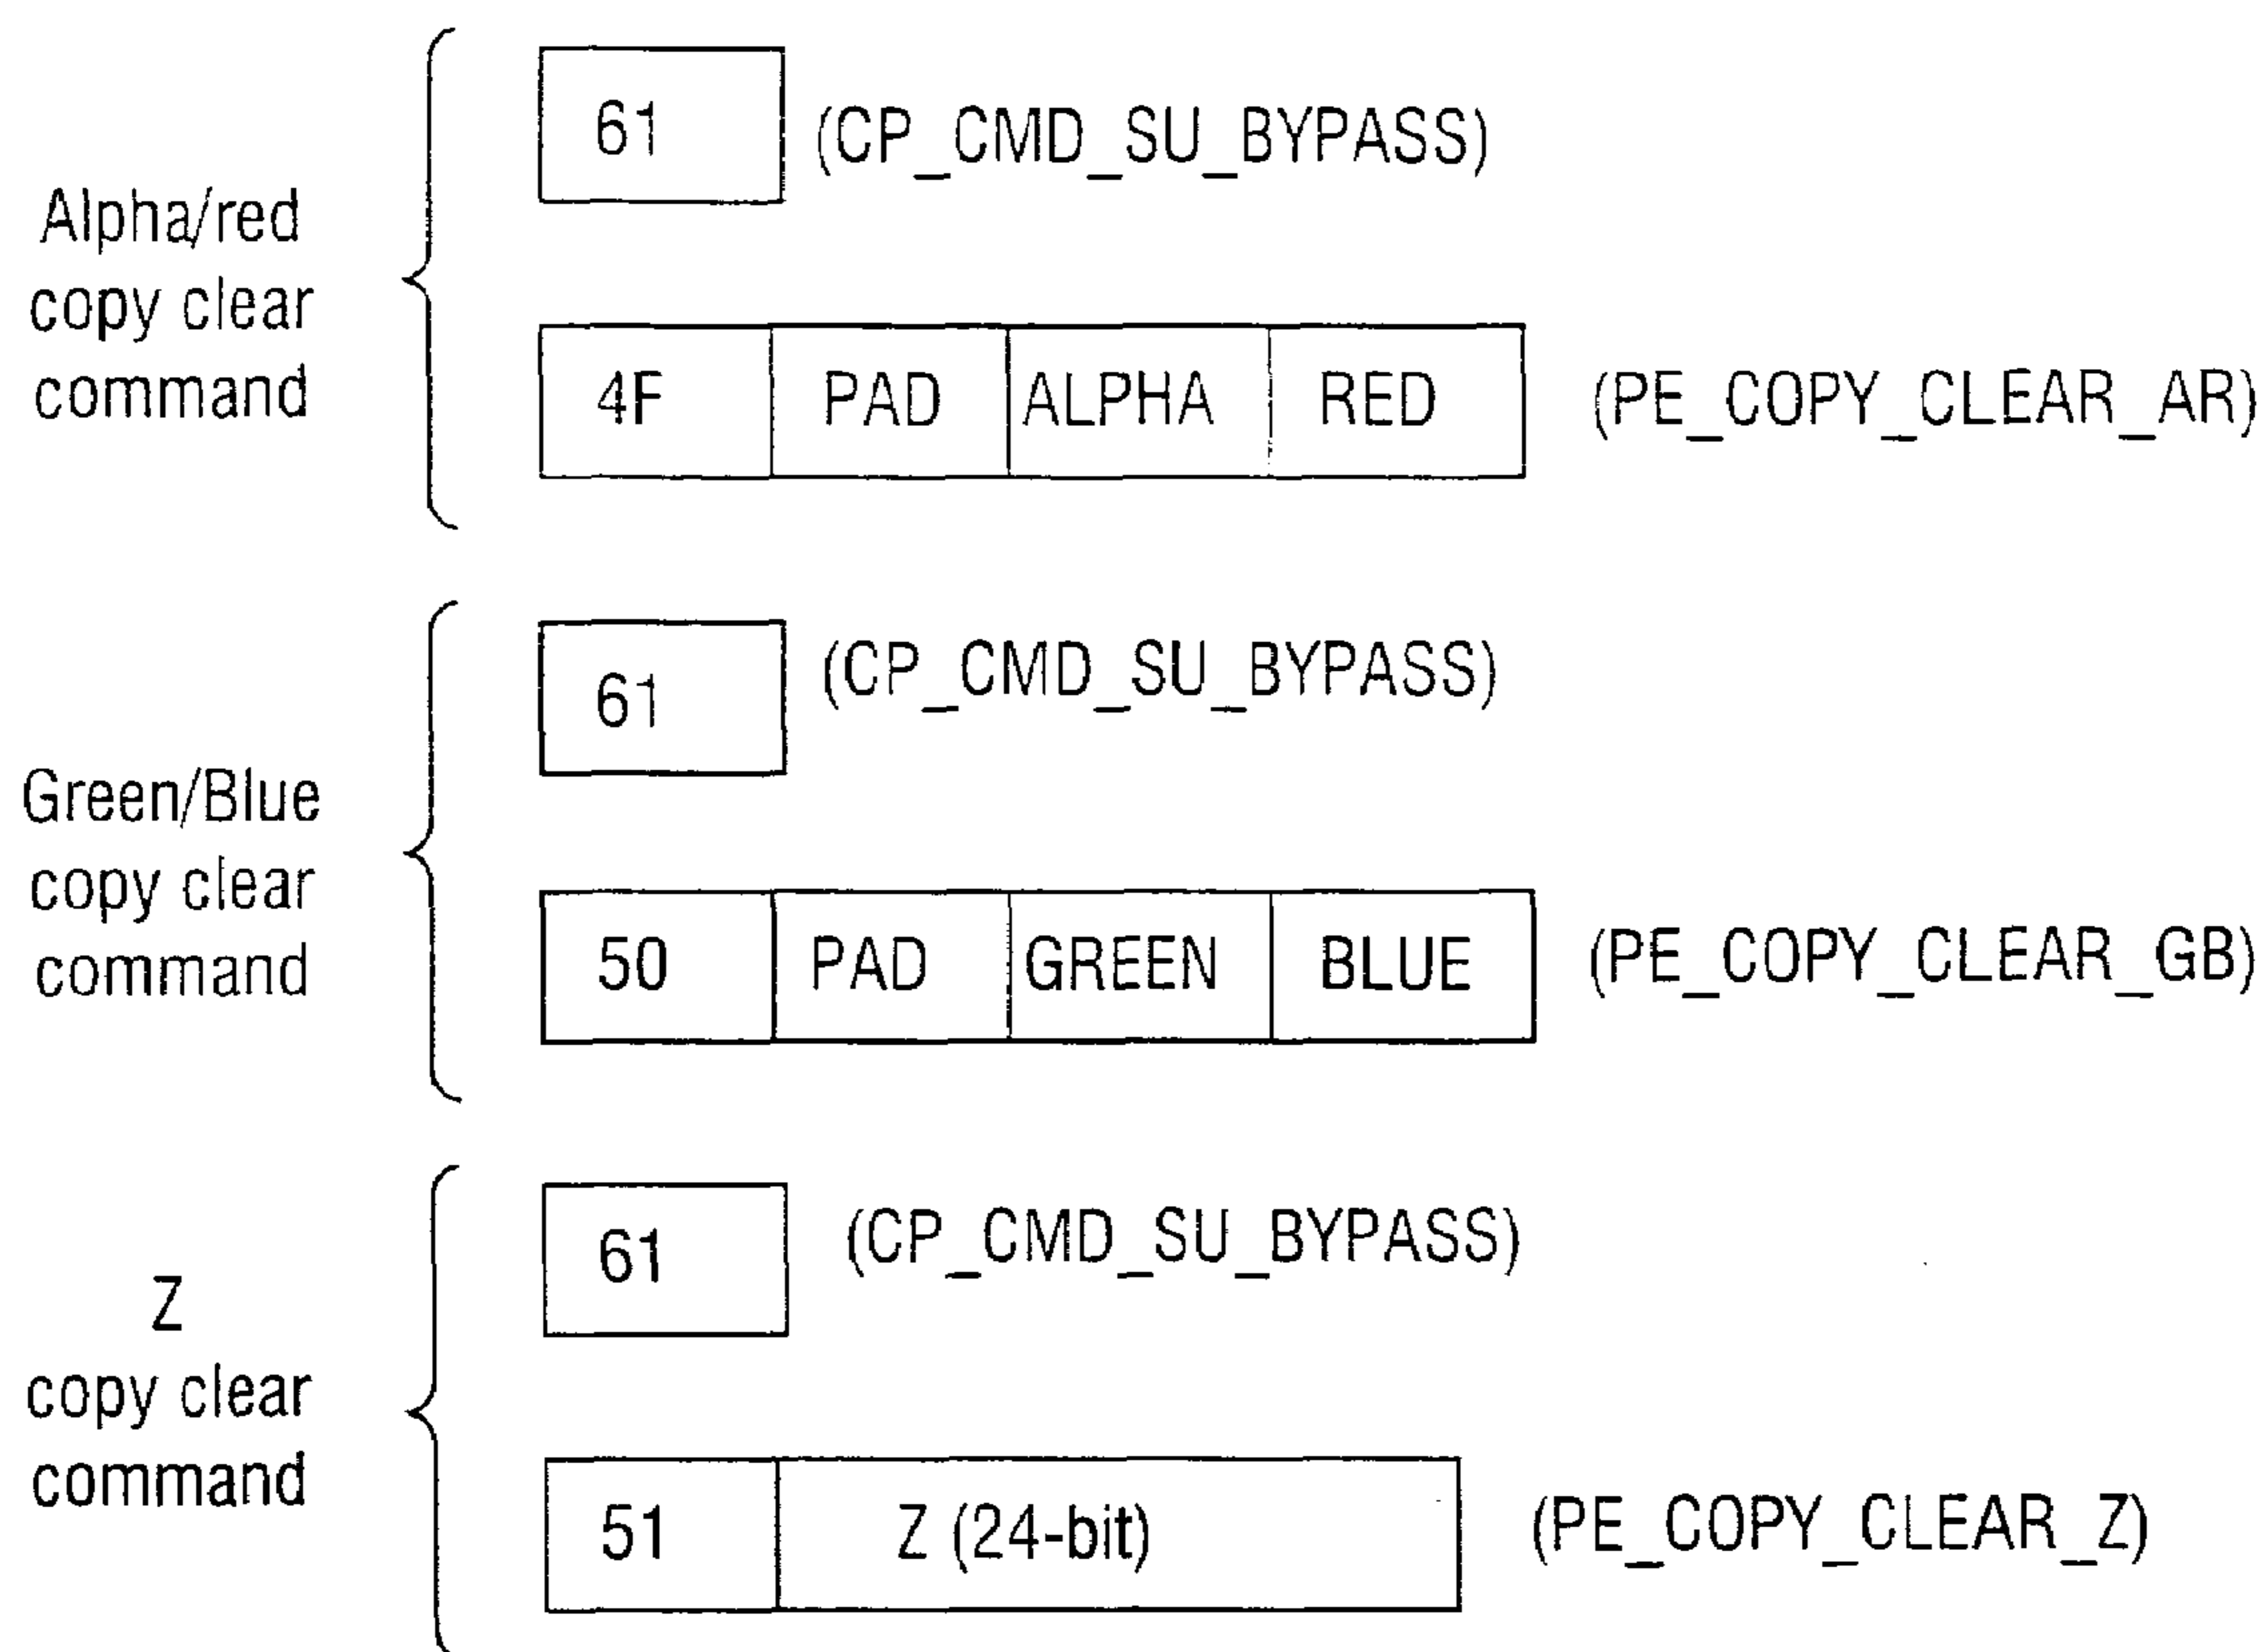 Alpha/red
copy clear
command
61 (CP_CMD_SU_BYPASS)
4F PAD ALPHA RED (PE_COPY_CLEAR_AR)
Green/Blue
copy clear
command
61 (CP_CMD_SU_BYPASS)
50 PAD GREEN BLUE (PE_COPY_CLEAR_GB)
Z
copy clear
command
61 (CP_CMD_SU_BYPASS)
51 Z (24-bit) (PE_COPY_CLEAR_Z)